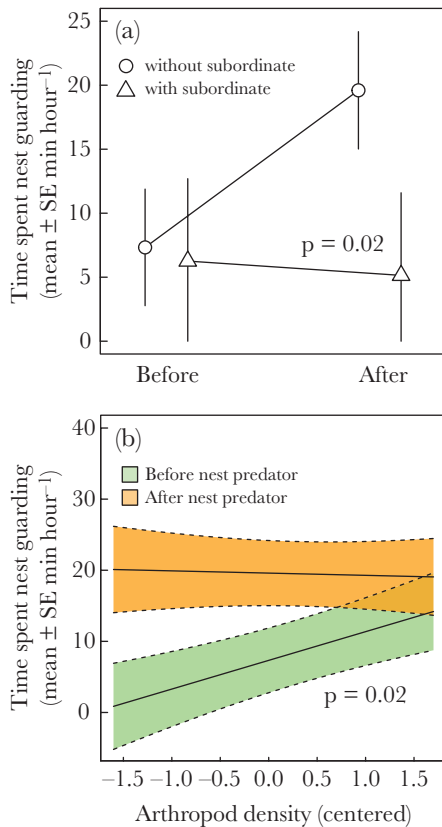 (a)
without subordinate
with subordinate
p = 0.02
Time spent nest guarding
(mean ± SE min hour⁻¹)
25
20
15
10
5
0
Before After
(b)
Before nest predator
After nest predator
p = 0.02
Time spent nest guarding
(mean ± SE min hour⁻¹)
40
30
20
10
0
–1.5 –1.0 –0.5 0.0 0.5 1.0 1.5
Arthropod density (centered)